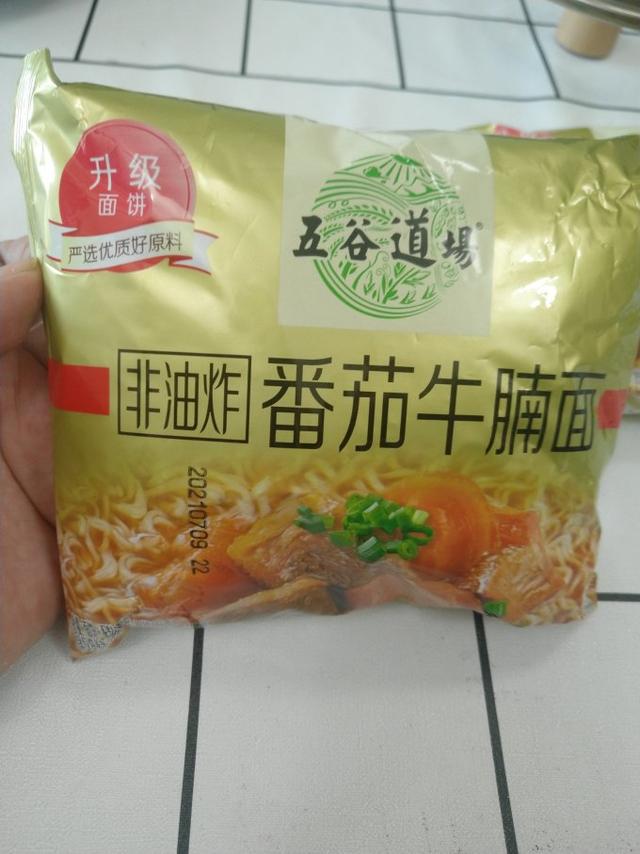 升级
面饼
严选优质好原料
五谷道場
非油炸 番茄牛腩面
20210709 22